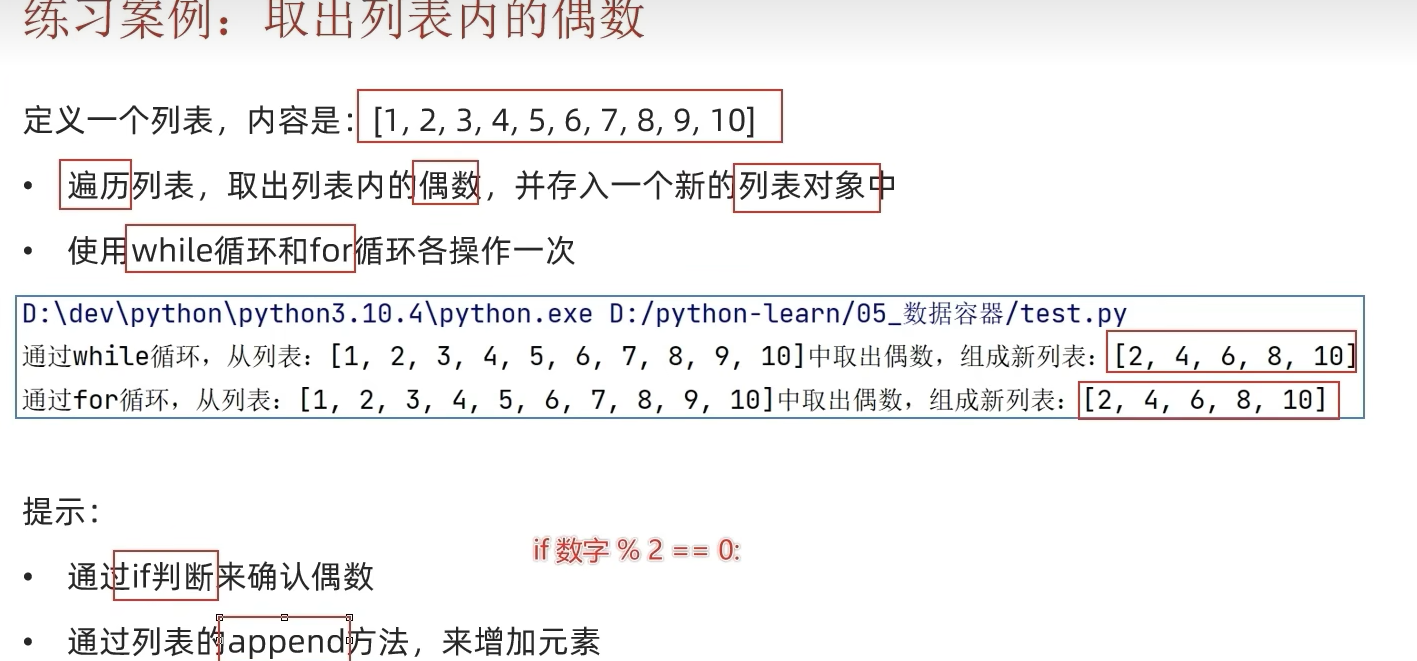 练习案例：取出列表内的偶数
定义一个列表，内容是：[1, 2, 3, 4, 5, 6, 7, 8, 9, 10]
• 遍历列表，取出列表内的偶数，并存入一个新的列表对象中
• 使用while循环和for循环各操作一次
D:\dev\python\python3.10.4\python.exe D:/python-learn/05_数据容器/test.py
通过while循环，从列表：[1, 2, 3, 4, 5, 6, 7, 8, 9, 10]中取出偶数，组成新列表：[2, 4, 6, 8, 10]
通过for循环，从列表：[1, 2, 3, 4, 5, 6, 7, 8, 9, 10]中取出偶数，组成新列表：[2, 4, 6, 8, 10]
提示：
if 数字 % 2 == 0:
• 通过if判断来确认偶数
• 通过列表的append方法，来增加元素